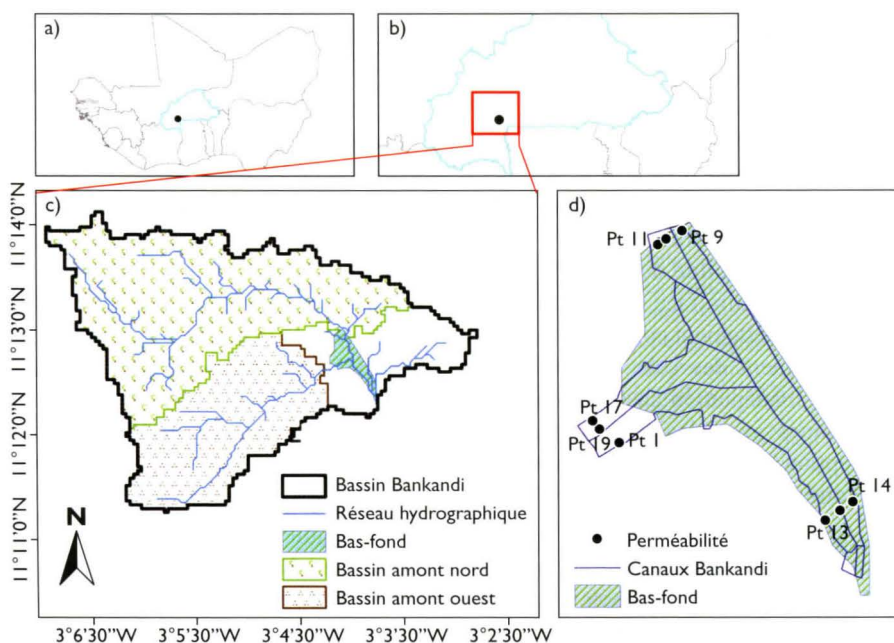 a)
b)
c)
11°14'0"N
11°13'0"N
11°12'0"N
11°11'0"N
N
Bassin Bankandi
Réseau hydrographique
Bas-fond
Bassin amont nord
Bassin amont ouest
3°6'30"W
3°5'30"W
3°4'30"W
3°3'30"W
3°2'30"W
d)
Pt 11
Pt 9
Pt 17
Pt 19
Pt 1
Pt 14
Pt 13
Perméabilité
Canaux Bankandi
Bas-fond